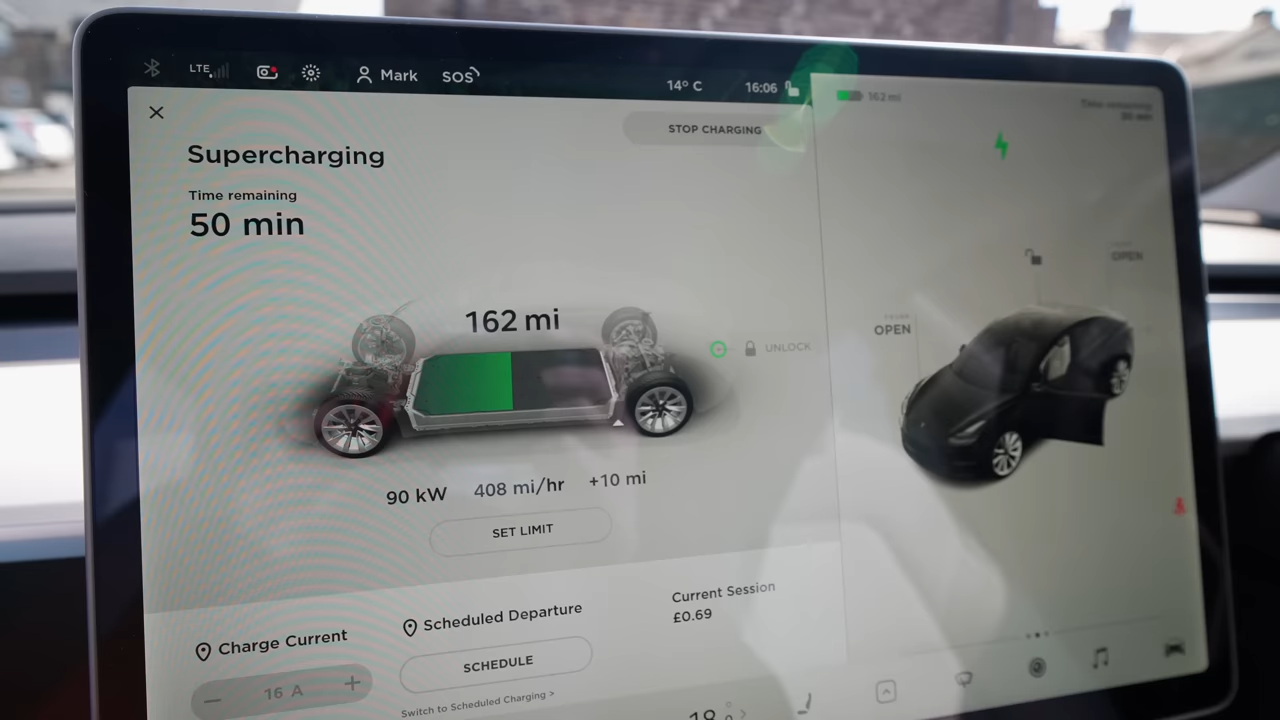 LTE
Mark
SOS
14° C
16:06
Supercharging
Time remaining
50 min
STOP CHARGING
162 mi
UNLOCK
90 kW 408 mi/hr +10 mi
SET LIMIT
Charge Current
− 16 A +
Scheduled Departure
SCHEDULE
Switch to Scheduled Charging >
Current Session
£0.69
162 mi
Time remaining
OPEN
OPEN